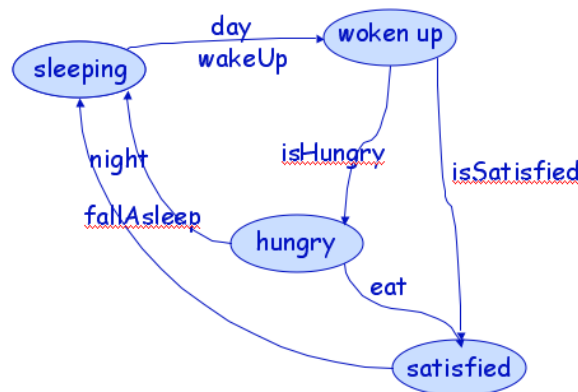 day
wakeUp
woken up
sleeping
isHungry
isSatisfied
night
fallAsleep
hungry
eat
satisfied